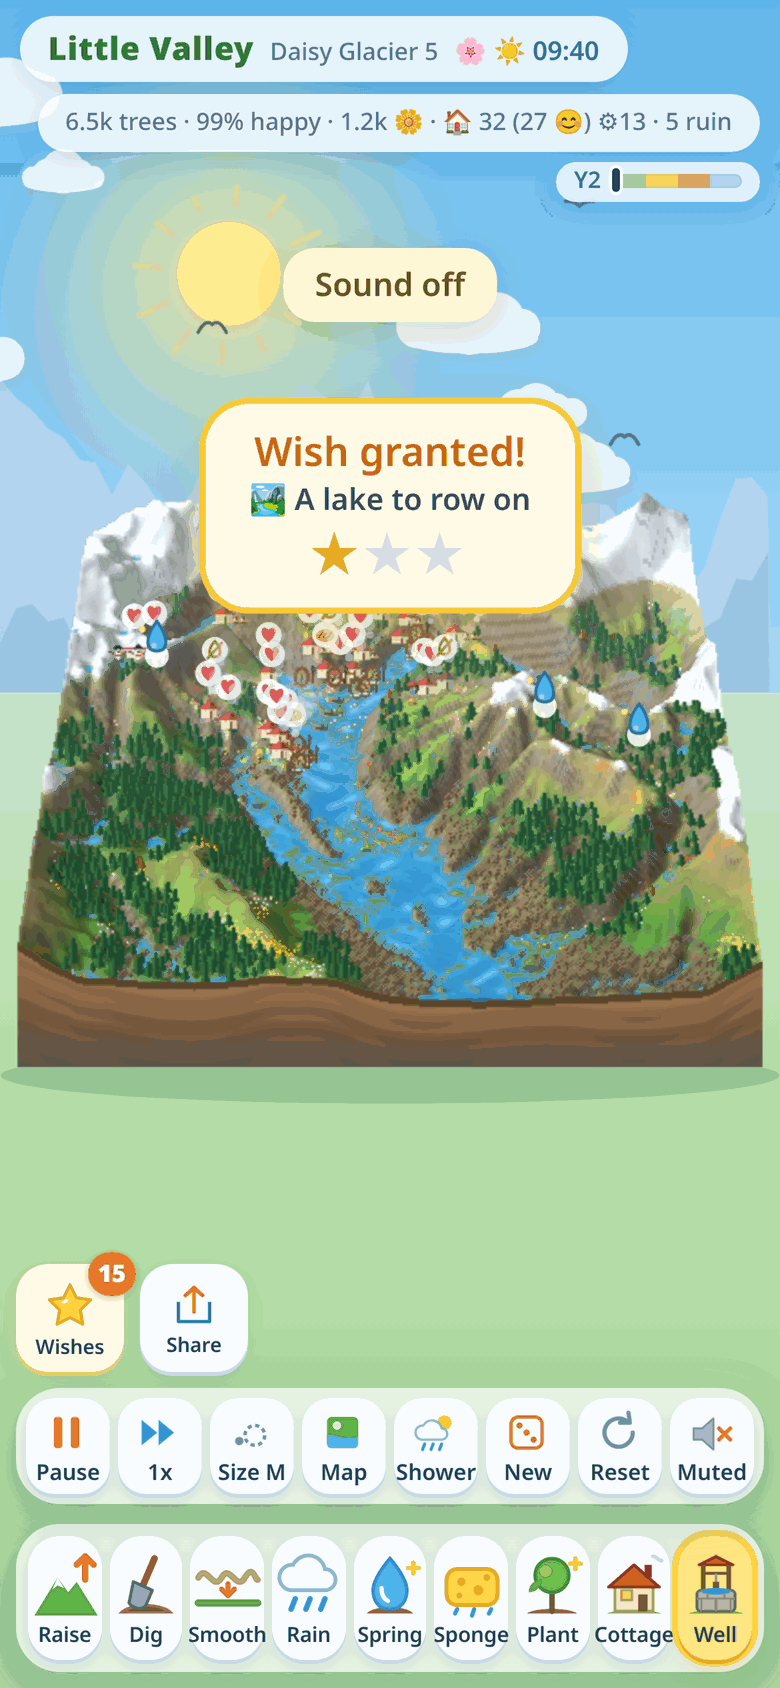 Little Valley Daisy Glacier 5 🌸 ☀️ 09:40
6.5k trees · 99% happy · 1.2k 🌼 · 🏠 32 (27 😊) ⚙13 · 5 ruin
Y2
Sound off
Wish granted!
🏞️ A lake to row on
15
Wishes
Share
Pause
1x
Size M
Map
Shower
New
Reset
Muted
Raise
Dig
Smooth
Rain
Spring
Sponge
Plant
Cottage
Well